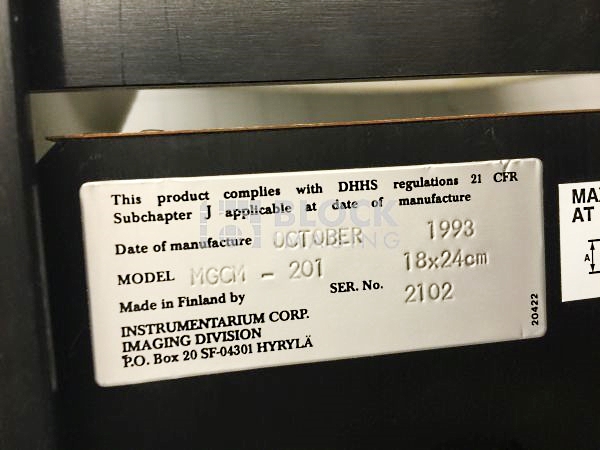 This product complies with DHHS regulations 21 CFR
Subchapter J applicable at date of manufacture
Date of manufacture OCTOBER 1993
MODEL MGCM - 201 18x24cm
Made in Finland by SER. No. 2102
INSTRUMENTARIUM CORP.
IMAGING DIVISION
P.O. Box 20 SF-04301 HYRYLÄ
20422
BLOCK
IMAGING
AT
A